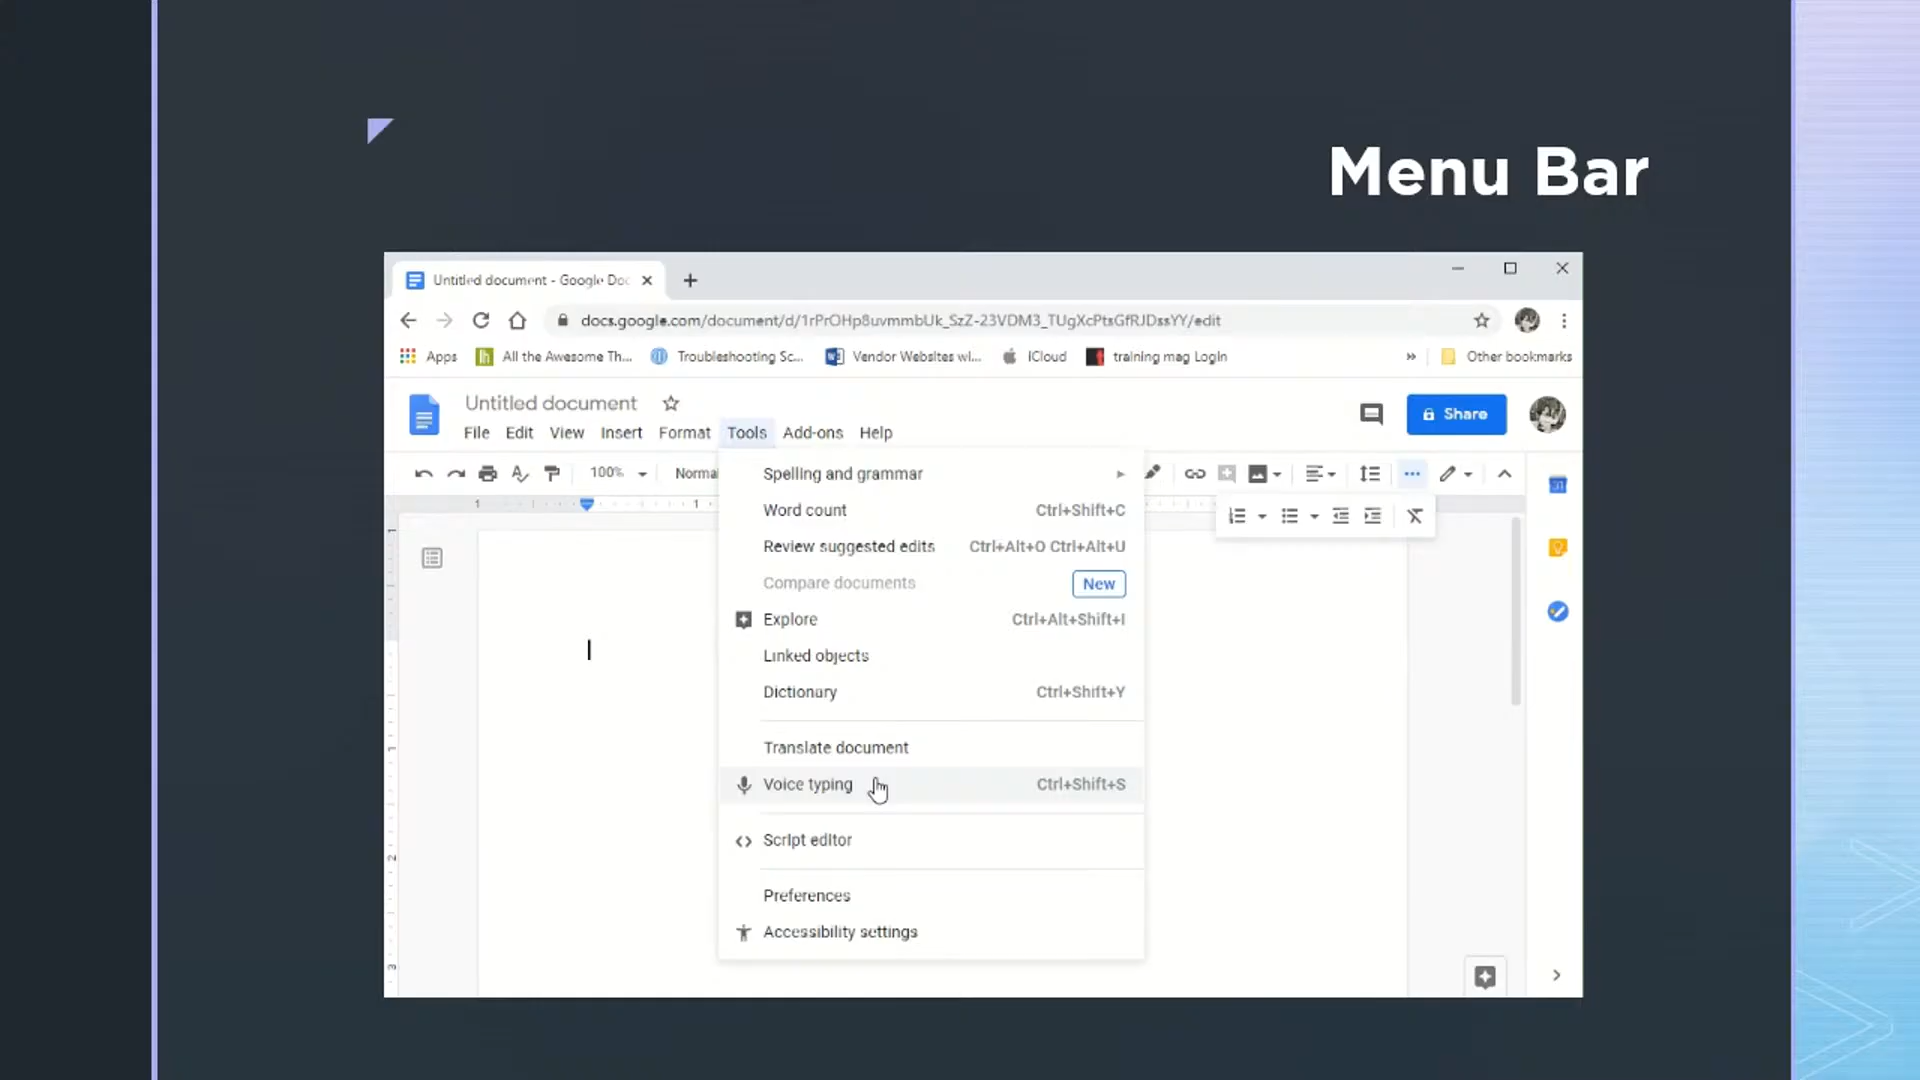 Menu Bar
Untitled document - Google Doc
docs.google.com/document/d/1rPrOHp8uvmmbUk_SzZ-23VDM3_TUgXcPtsGfRJDssYY/edit
Apps All the Awesome Th... Troubleshooting Sc... Vendor Websites wi... iCloud training mag Login » Other bookmarks
Untitled document
Share
File Edit View Insert Format Tools Add-ons Help
100% Normal
Spelling and grammar
Word count Ctrl+Shift+C
Review suggested edits Ctrl+Alt+O Ctrl+Alt+U
Compare documents New
Explore Ctrl+Alt+Shift+I
Linked objects
Dictionary Ctrl+Shift+Y
Translate document
Voice typing Ctrl+Shift+S
Script editor
Preferences
Accessibility settings